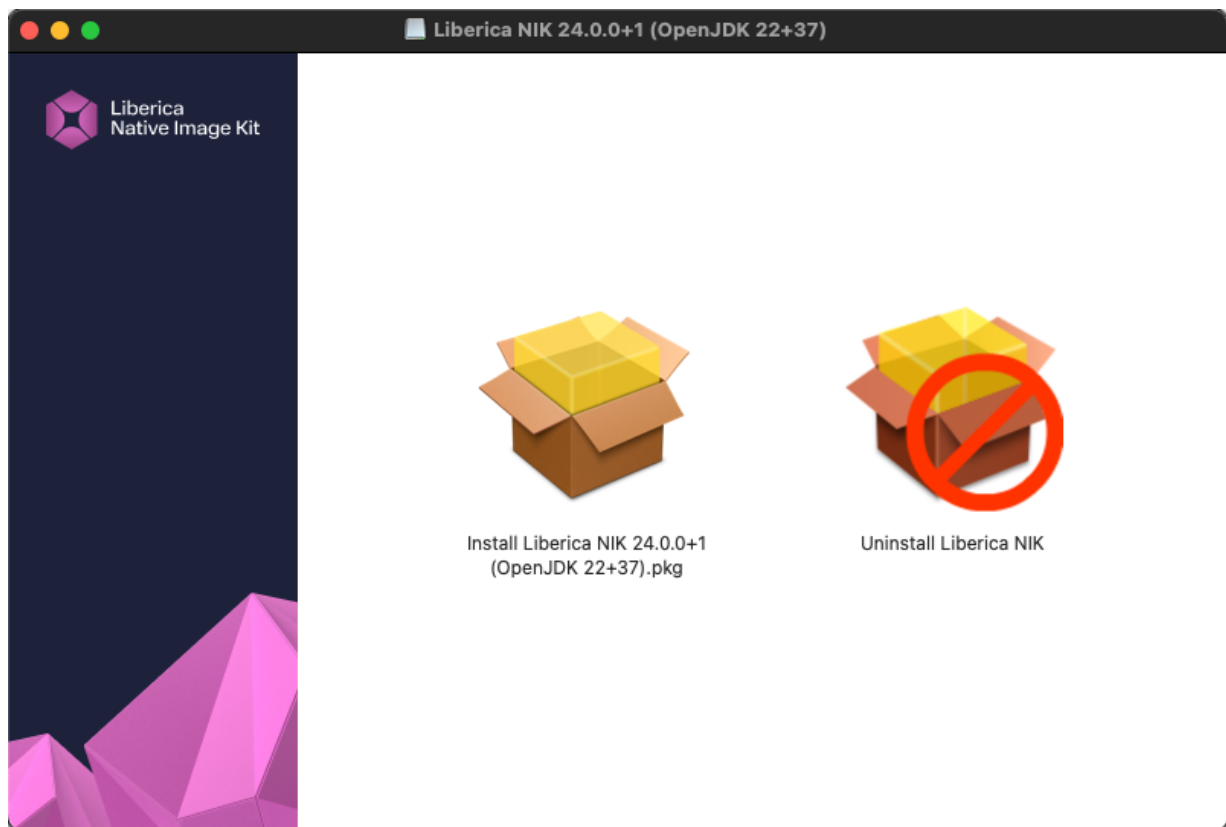 Liberica NIK 24.0.0+1 (OpenJDK 22+37)
Liberica
Native Image Kit
Install Liberica NIK 24.0.0+1
(OpenJDK 22+37).pkg
Uninstall Liberica NIK